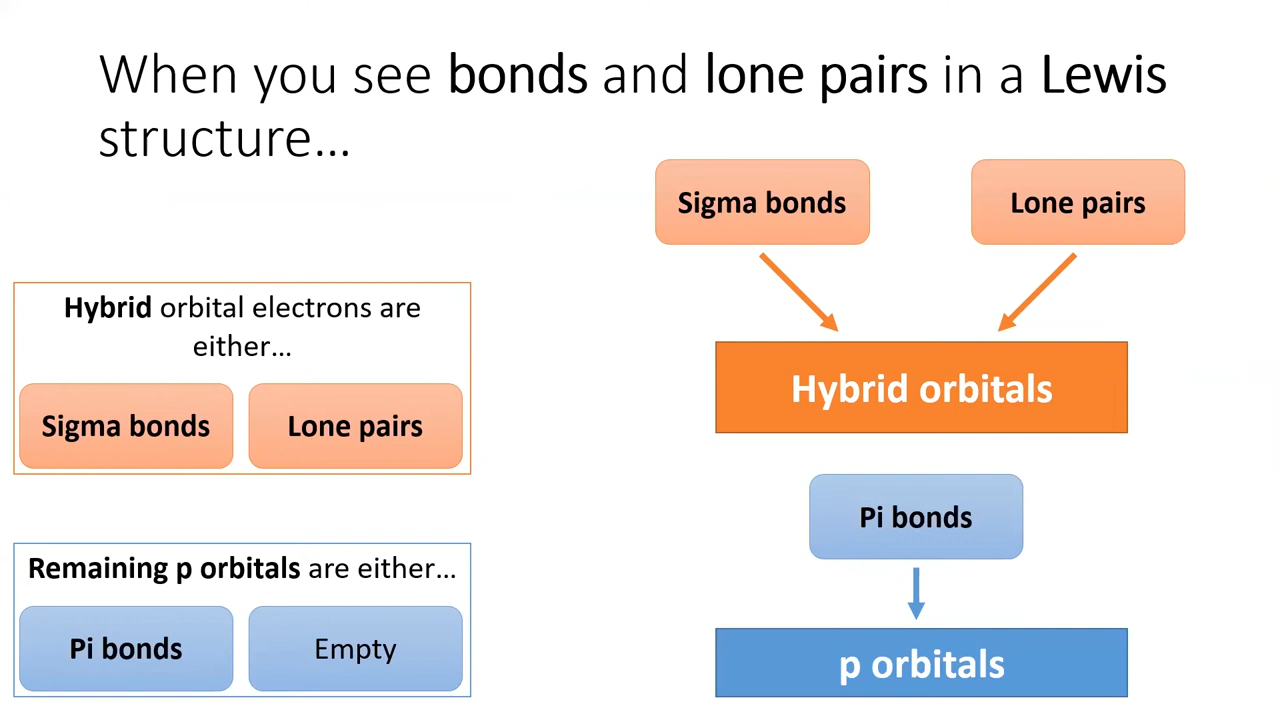 When you see bonds and lone pairs in a Lewis
structure…
Sigma bonds
Lone pairs
Hybrid orbital electrons are
either…
Sigma bonds
Lone pairs
Hybrid orbitals
Pi bonds
Remaining p orbitals are either…
Pi bonds
Empty
p orbitals